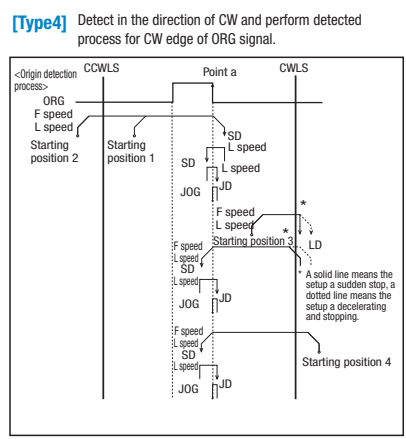 [Type4] Detect in the direction of CW and perform detected
process for CW edge of ORG signal.
<Origin detection
process>
CCWLS
Point a
CWLS
ORG
F speed
L speed
Starting
position 2
Starting
position 1
SD
L speed
SD
L speed
JOG
JD
F speed
L speed
*
Starting position 3
*
LD
F speed
L speed
SD
* A solid line means the
setup a sudden stop, a
dotted line means the
setup a decelerating
and stopping.
L speed
JOG
JD
F speed
L speed
SD
Starting position 4
L speed
JOG
JD